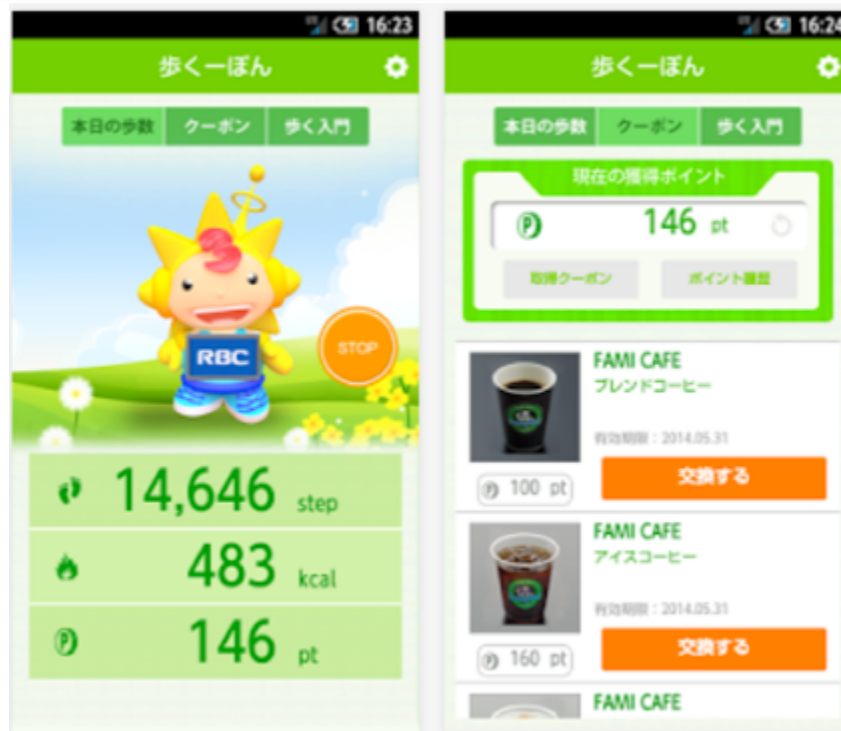 16:23
歩くーぽん
本日の歩数 クーポン 歩く入門
RBC
STOP
14,646 step
483 kcal
146 pt
16:24
歩くーぽん
本日の歩数 クーポン 歩く入門
現在の獲得ポイント
146 pt
取得クーポン ポイント履歴
FAMI CAFE
ブレンドコーヒー
有効期限：2014.05.31
100 pt 交換する
FAMI CAFE
アイスコーヒー
有効期限：2014.05.31
160 pt 交換する
FAMI CAFE